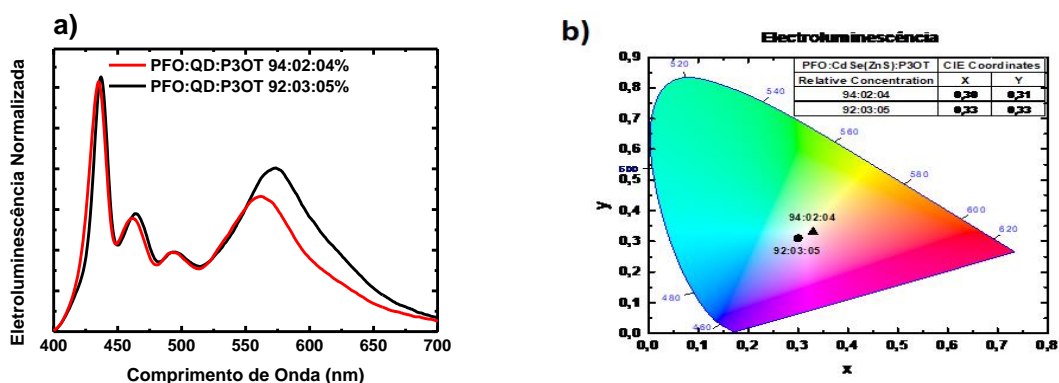 a)
PFO:QD:P3OT 94:02:04%
PFO:QD:P3OT 92:03:05%
Eletroluminescência Normalizada
400 450 500 550 600 650 700
Comprimento de Onda (nm)
b)
Electroluminescência
PFO:CdSe(ZnS):P3OT CIE Coordinates
Relative Concentration X Y
94:02:04 0,30 0,31
92:03:05 0,33 0,33
0,9
0,8
0,7
0,6
0,5
0,4
0,3
0,2
0,1
0,0
y
520
540
560
500
580
600
620
480
460
94:02:04
92:03:05
0,0 0,1 0,2 0,3 0,4 0,5 0,6 0,7 0,8
x